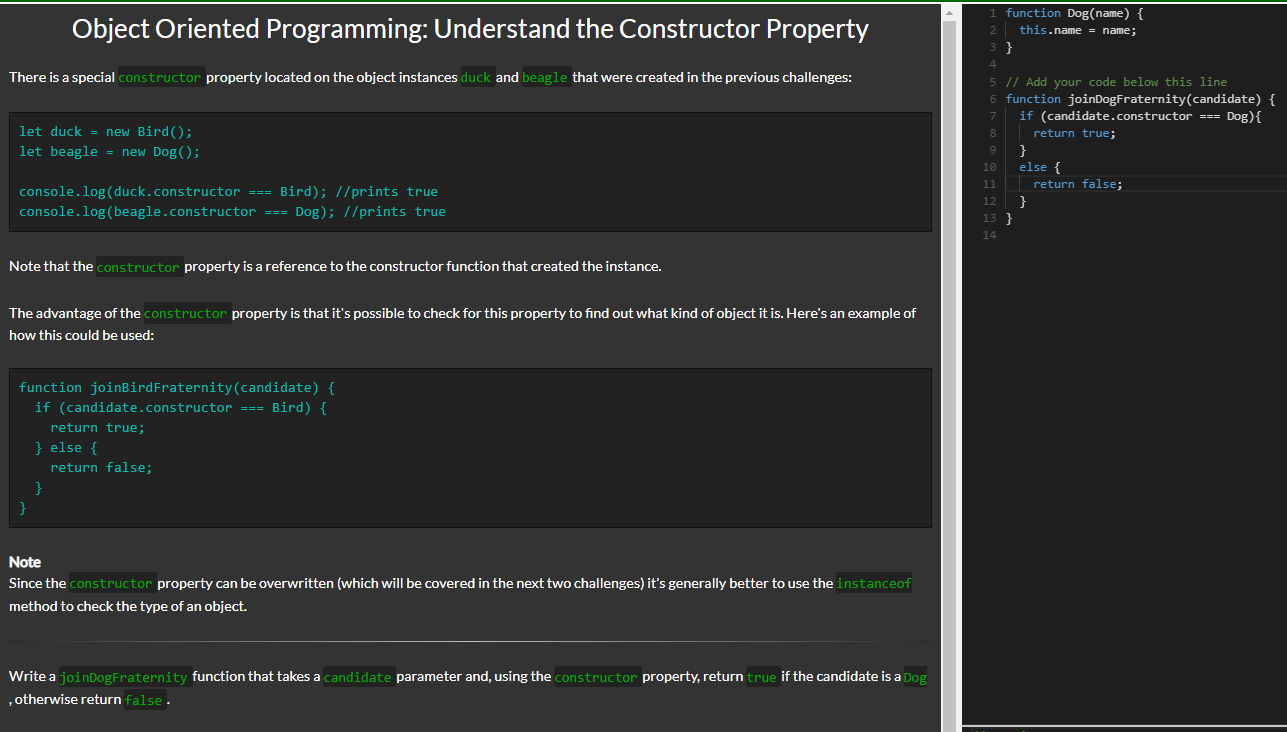 Object Oriented Programming: Understand the Constructor Property
There is a special constructor property located on the object instances duck and beagle that were created in the previous challenges:
let duck = new Bird();
let beagle = new Dog();
console.log(duck.constructor === Bird); //prints true
console.log(beagle.constructor === Dog); //prints true
Note that the constructor property is a reference to the constructor function that created the instance.
The advantage of the constructor property is that it's possible to check for this property to find out what kind of object it is. Here's an example of
how this could be used:
function joinBirdFraternity(candidate) {
  if (candidate.constructor === Bird) {
    return true;
  } else {
    return false;
  }
}
Note
Since the constructor property can be overwritten (which will be covered in the next two challenges) it's generally better to use the instanceof
method to check the type of an object.
Write a joinDogFraternity function that takes a candidate parameter and, using the constructor property, return true if the candidate is a Dog
, otherwise return false .
1 function Dog(name) {
2   this.name = name;
3 }
4
5 // Add your code below this line
6 function joinDogFraternity(candidate) {
7   if (candidate.constructor === Dog){
8     return true;
9   }
10   else {
11     return false;
12   }
13 }
14